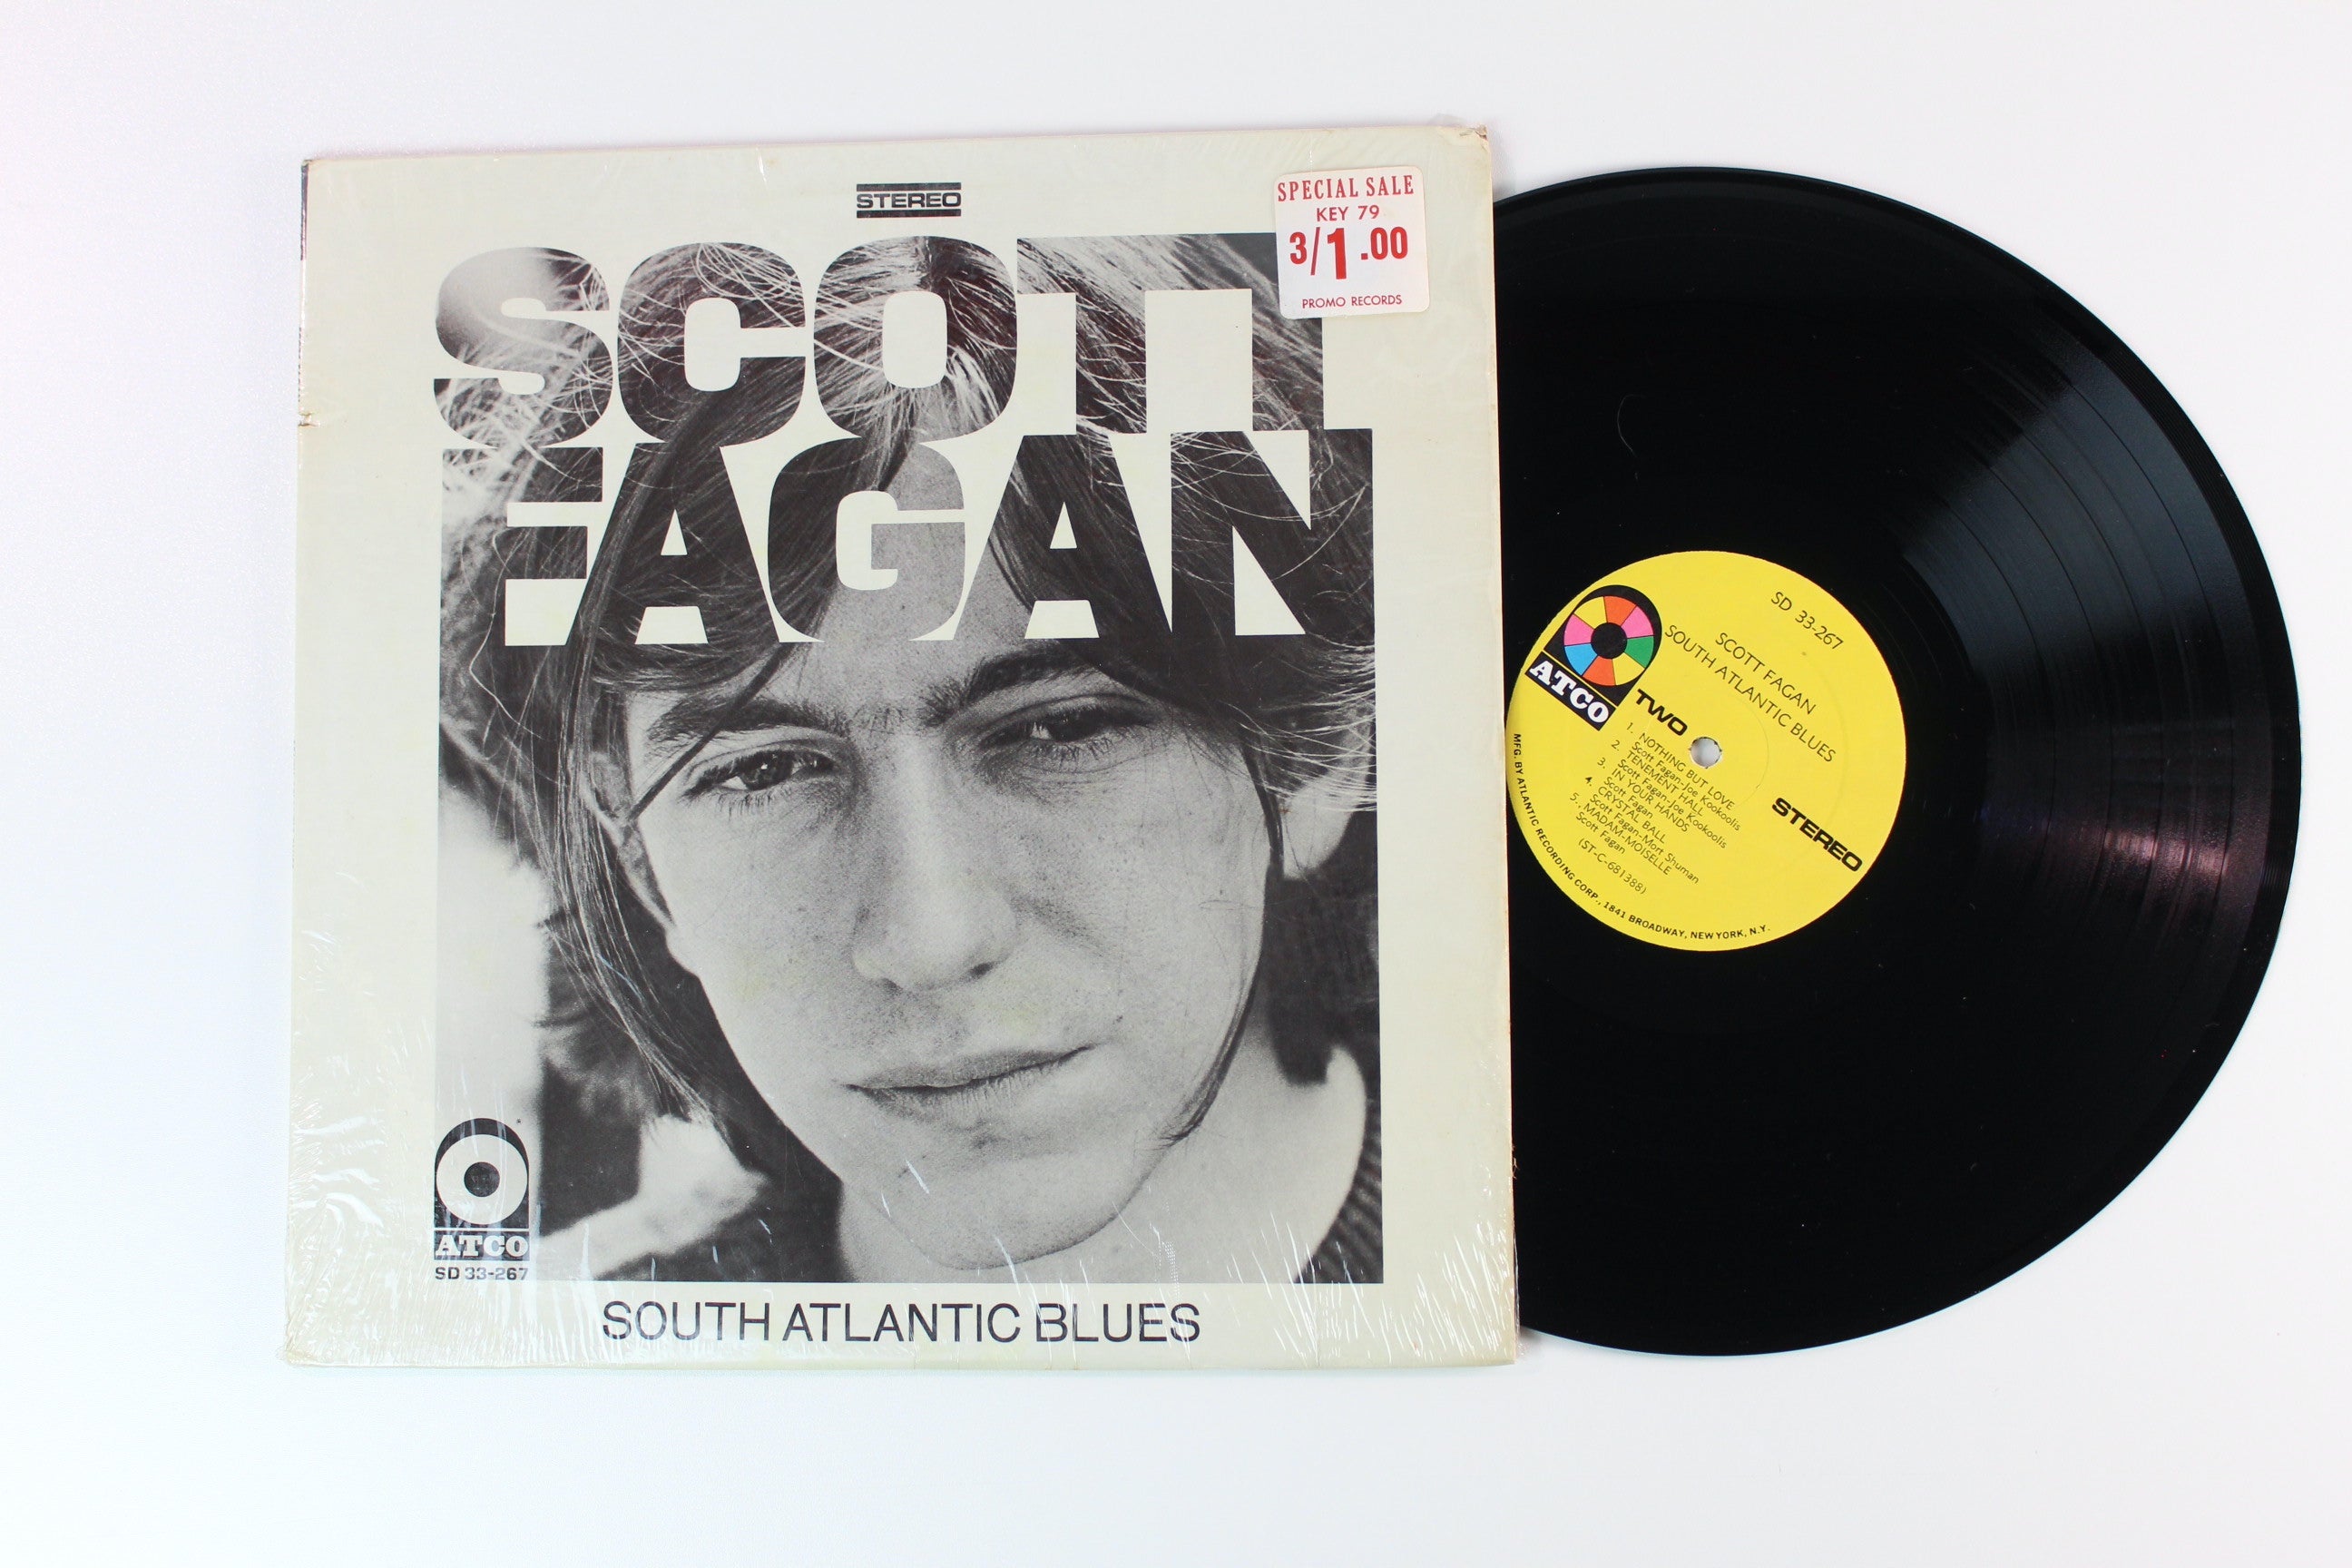 STEREO
SCOTT
FAGAN
SPECIAL SALE
KEY 79
3/1.00
PROMO RECORDS
ATCO
SD 33-267
SOUTH ATLANTIC BLUES
SD 33-267
SCOTT FAGAN
SOUTH ATLANTIC BLUES
ATCO
TWO
STEREO
1. NOTHING BUT LOVE
Scott Fagan-Joe Kookoolis
2. TENEMENT HALL
Scott Fagan-Joe Kookoolis
3. IN YOUR HANDS
Scott Fagan
4. CRYSTAL BALL
Scott Fagan-Mort Shuman
5. MADAM-MOISELLE
Scott Fagan
(ST-C-681388)
MFG. BY ATLANTIC RECORDING CORP., 1841 BROADWAY, NEW YORK, N.Y.